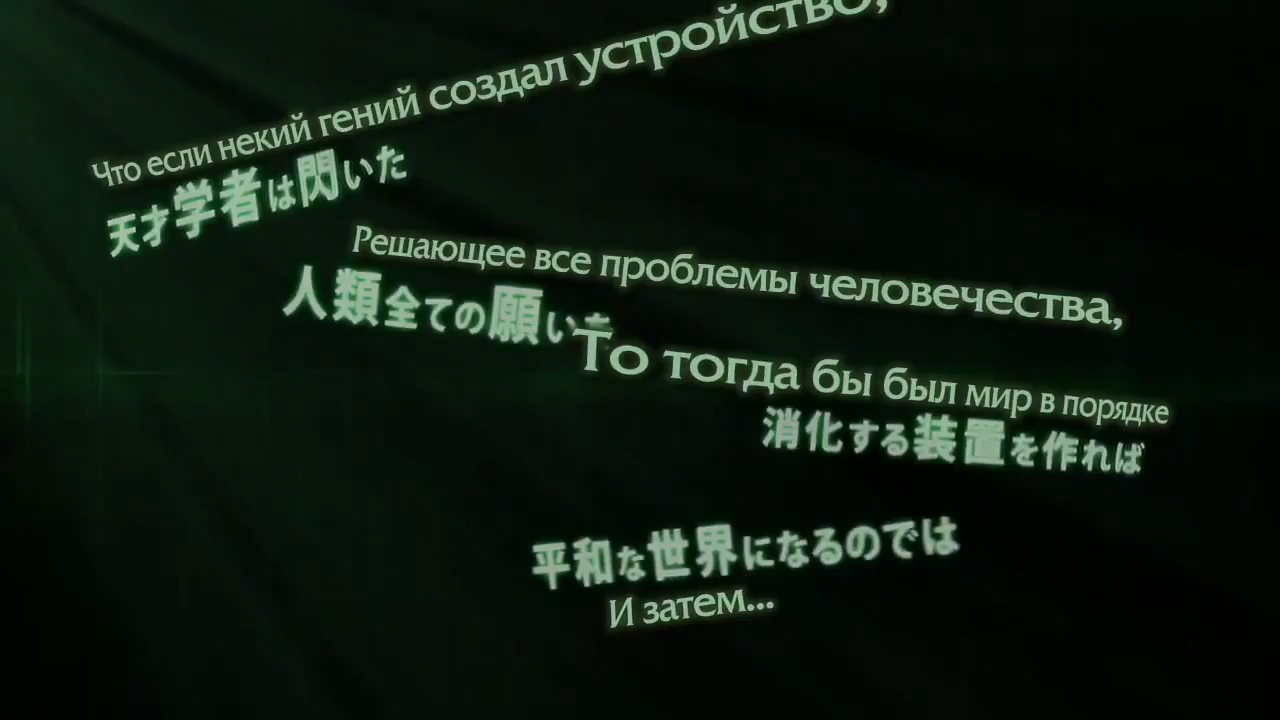 Что если некий гений создал устройство,
天才学者は閃いた
Решающее все проблемы человечества,
人類全ての願い
То тогда бы был мир в порядке
消化する装置を作れば
平和な世界になるのでは
И затем...